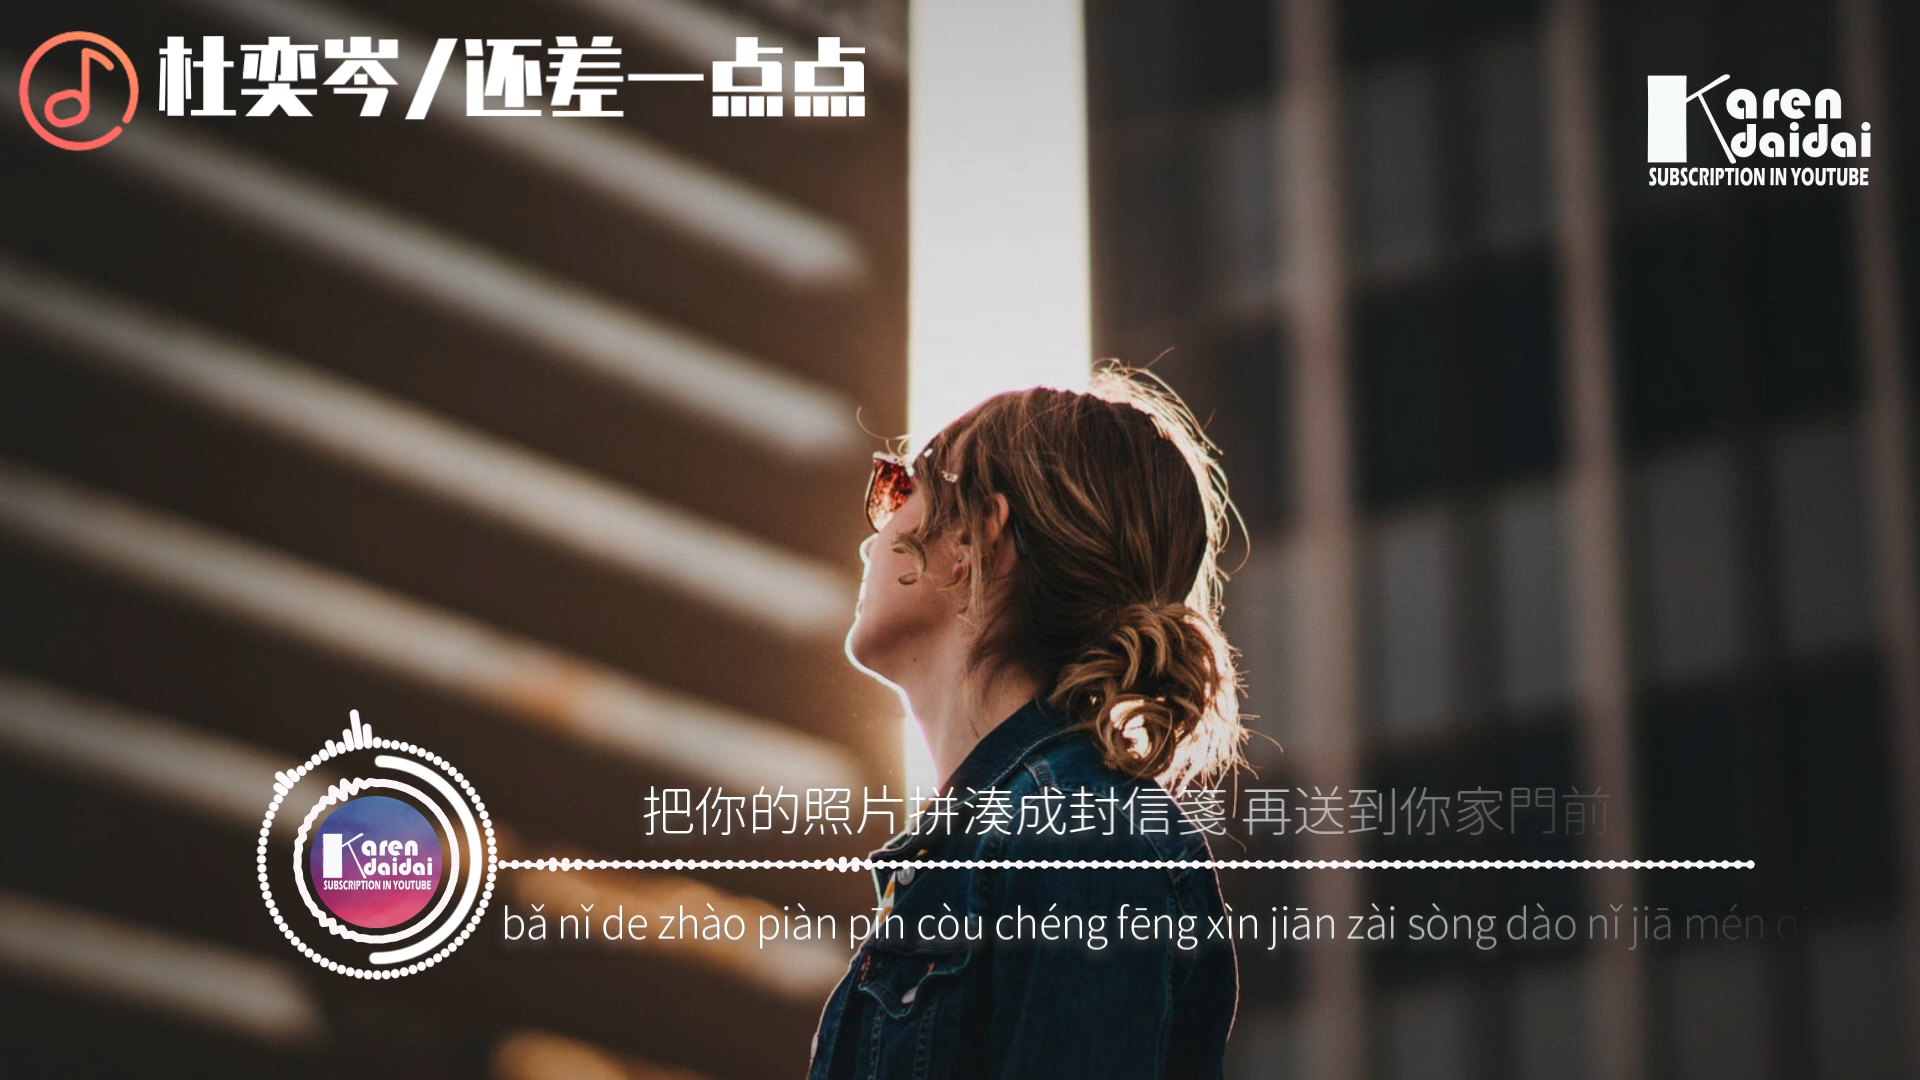 杜奕岑/还差一点点
Karen
daidai
SUBSCRIPTION IN YOUTUBE
把你的照片拼湊成封信箋 再送到你家門前
Karen
daidai
SUBSCRIPTION IN YOUTUBE
bǎ nǐ de zhào piàn pīn còu chéng fēng xìn jiān zài sòng dào nǐ jiā mén